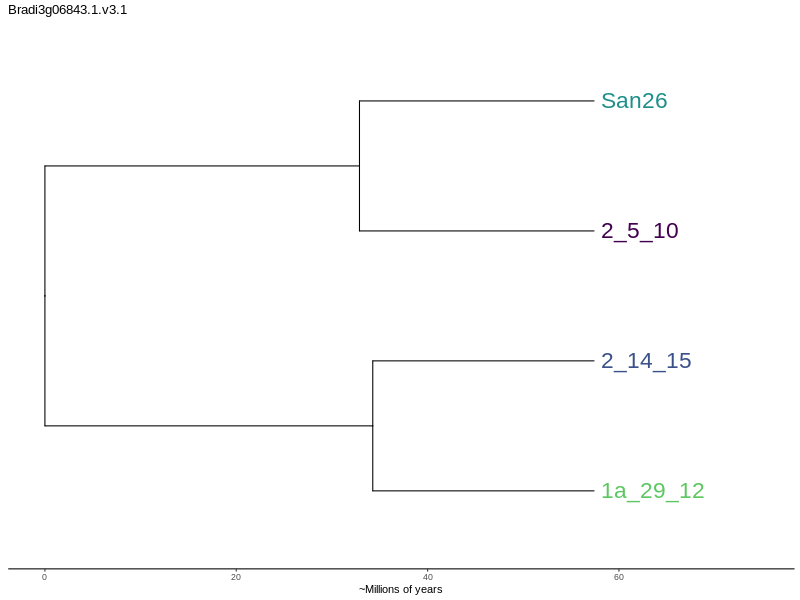 Bradi3g06843.1.v3.1
San26
2_5_10
2_14_15
1a_29_12
0 20 40 60
~Millions of years